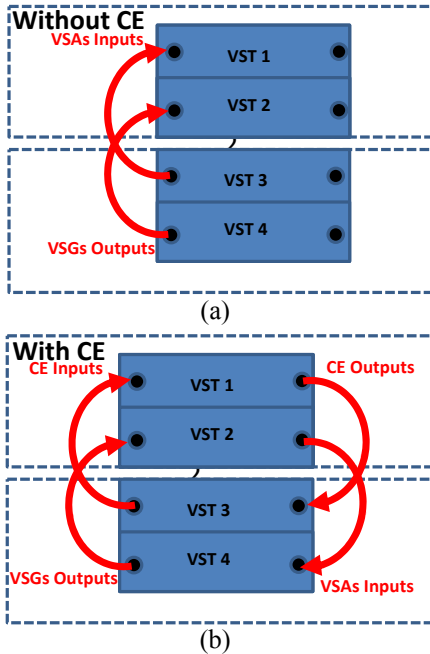 Without CE
VSAs Inputs
VST 1
VST 2
VST 3
VST 4
VSGs Outputs
(a)
With CE
CE Inputs
CE Outputs
VST 1
VST 2
VST 3
VST 4
VSGs Outputs
VSAs Inputs
(b)